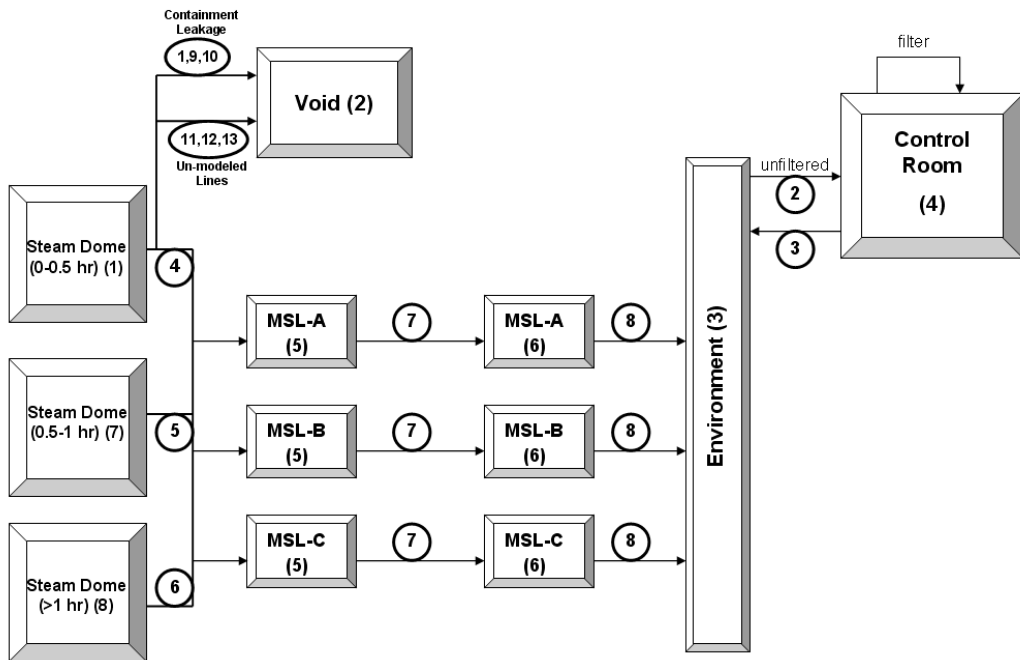 Containment
Leakage
1,9,10
Void (2)
11,12,13
Un-modeled
Lines
filter
Control
Room
(4)
unfiltered
2
3
Steam Dome
(0-0.5 hr) (1)
4
Steam Dome
(0.5-1 hr) (7)
5
Steam Dome
(>1 hr) (8)
6
MSL-A
(5)
7
MSL-A
(6)
8
MSL-B
(5)
7
MSL-B
(6)
8
MSL-C
(5)
7
MSL-C
(6)
8
Environment (3)